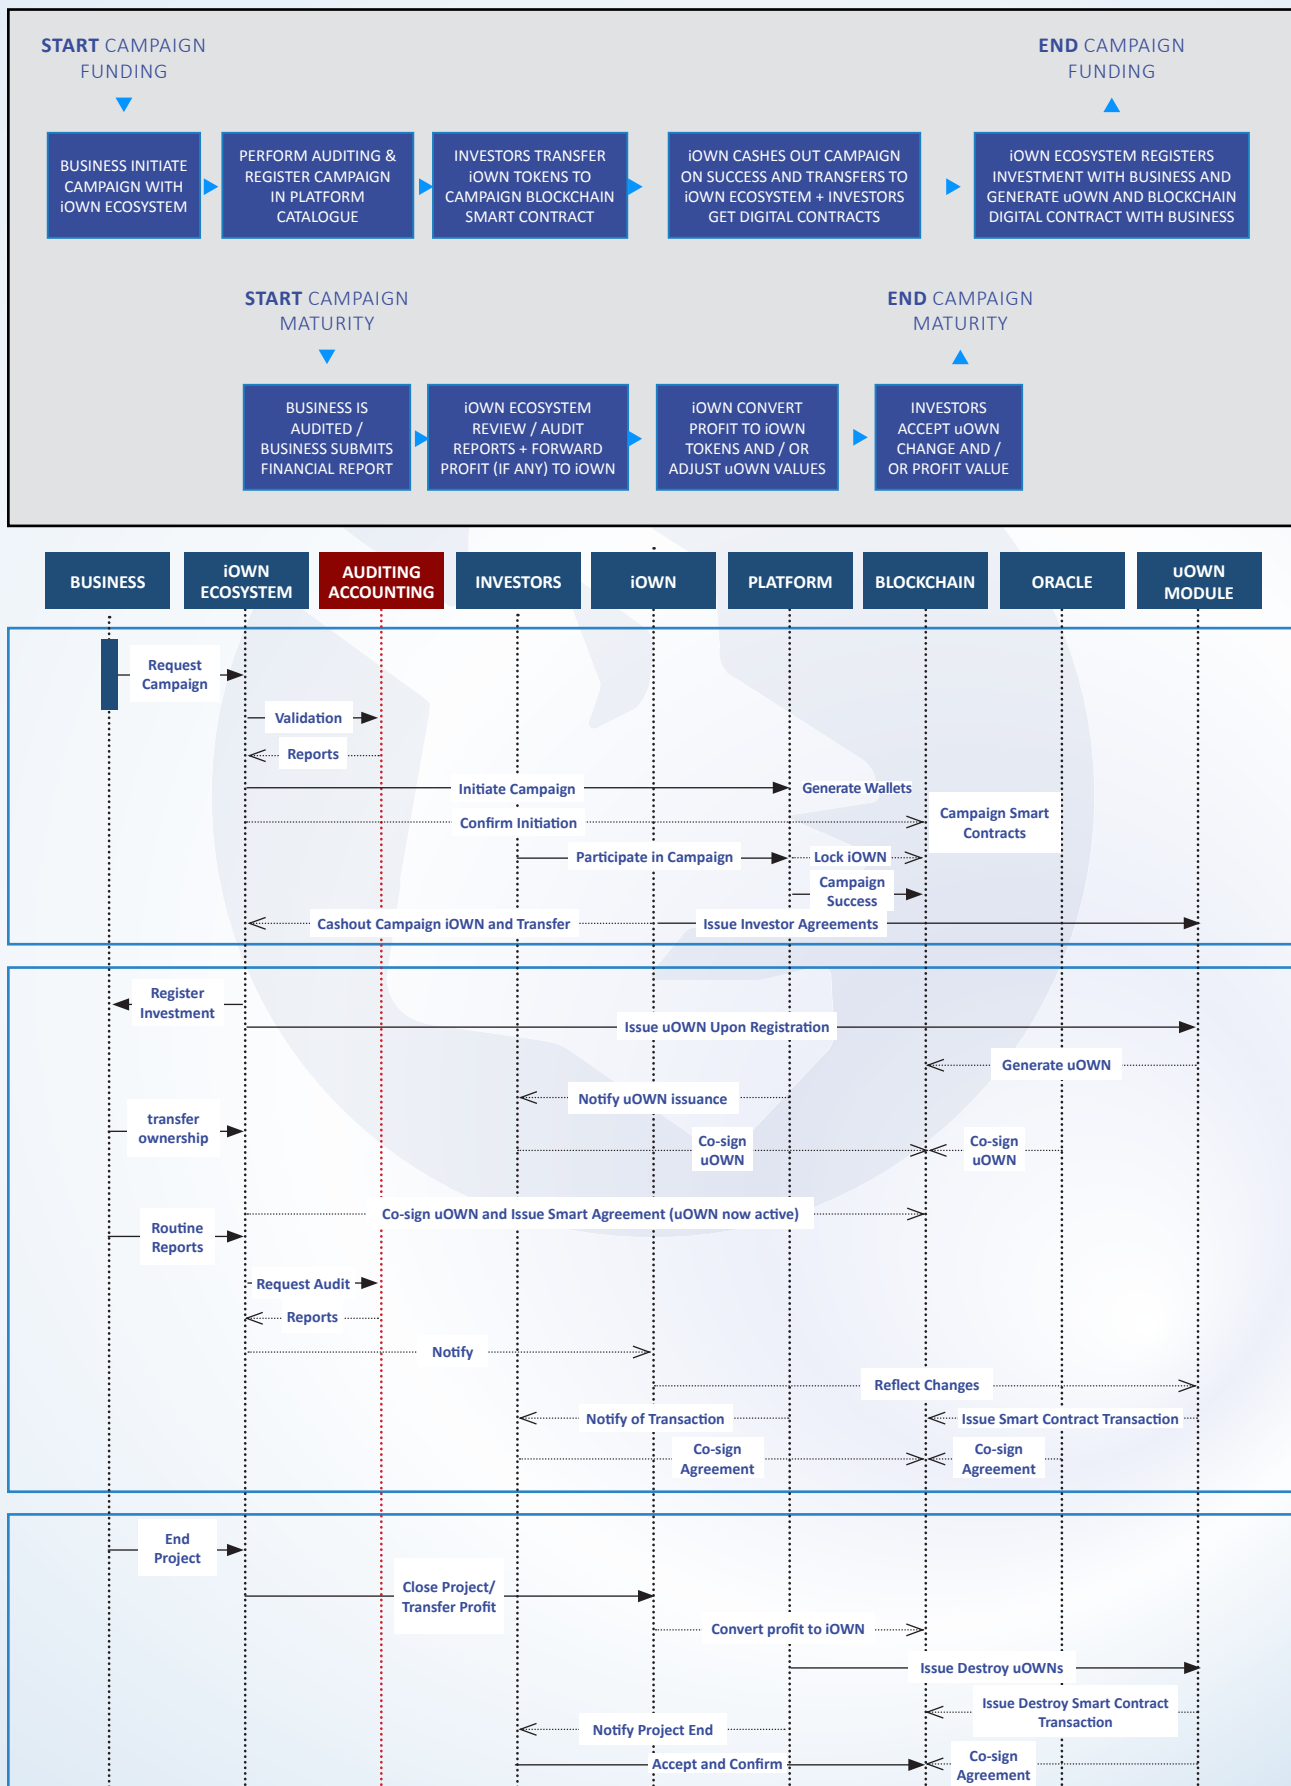 START CAMPAIGN
FUNDING
END CAMPAIGN
FUNDING
BUSINESS INITIATE
CAMPAIGN WITH
iOWN ECOSYSTEM
PERFORM AUDITING &
REGISTER CAMPAIGN
IN PLATFORM
CATALOGUE
INVESTORS TRANSFER
iOWN TOKENS TO
CAMPAIGN BLOCKCHAIN
SMART CONTRACT
iOWN CASHES OUT CAMPAIGN
ON SUCCESS AND TRANSFERS TO
iOWN ECOSYSTEM + INVESTORS
GET DIGITAL CONTRACTS
iOWN ECOSYSTEM REGISTERS
INVESTMENT WITH BUSINESS AND
GENERATE uOWN AND BLOCKCHAIN
DIGITAL CONTRACT WITH BUSINESS
START CAMPAIGN
MATURITY
END CAMPAIGN
MATURITY
BUSINESS IS
AUDITED /
BUSINESS SUBMITS
FINANCIAL REPORT
iOWN ECOSYSTEM
REVIEW / AUDIT
REPORTS + FORWARD
PROFIT (IF ANY) TO iOWN
iOWN CONVERT
PROFIT TO iOWN
TOKENS AND / OR
ADJUST uOWN VALUES
INVESTORS
ACCEPT uOWN
CHANGE AND /
OR PROFIT VALUE
BUSINESS
iOWN
ECOSYSTEM
AUDITING
ACCOUNTING
INVESTORS
iOWN
PLATFORM
BLOCKCHAIN
ORACLE
uOWN
MODULE
Request
Campaign
Validation
Reports
Initiate Campaign
Generate Wallets
Confirm Initiation
Campaign Smart
Contracts
Participate in Campaign
Lock iOWN
Campaign
Success
Cashout Campaign iOWN and Transfer
Issue Investor Agreements
Register
Investment
Issue uOWN Upon Registration
Generate uOWN
Notify uOWN issuance
transfer
ownership
Co-sign
uOWN
Co-sign
uOWN
Co-sign uOWN and Issue Smart Agreement (uOWN now active)
Routine
Reports
Request Audit
Reports
Notify
Reflect Changes
Notify of Transaction
Issue Smart Contract Transaction
Co-sign
Agreement
Co-sign
Agreement
End
Project
Close Project/
Transfer Profit
Convert profit to iOWN
Issue Destroy uOWNs
Issue Destroy Smart Contract
Transaction
Notify Project End
Accept and Confirm
Co-sign
Agreement